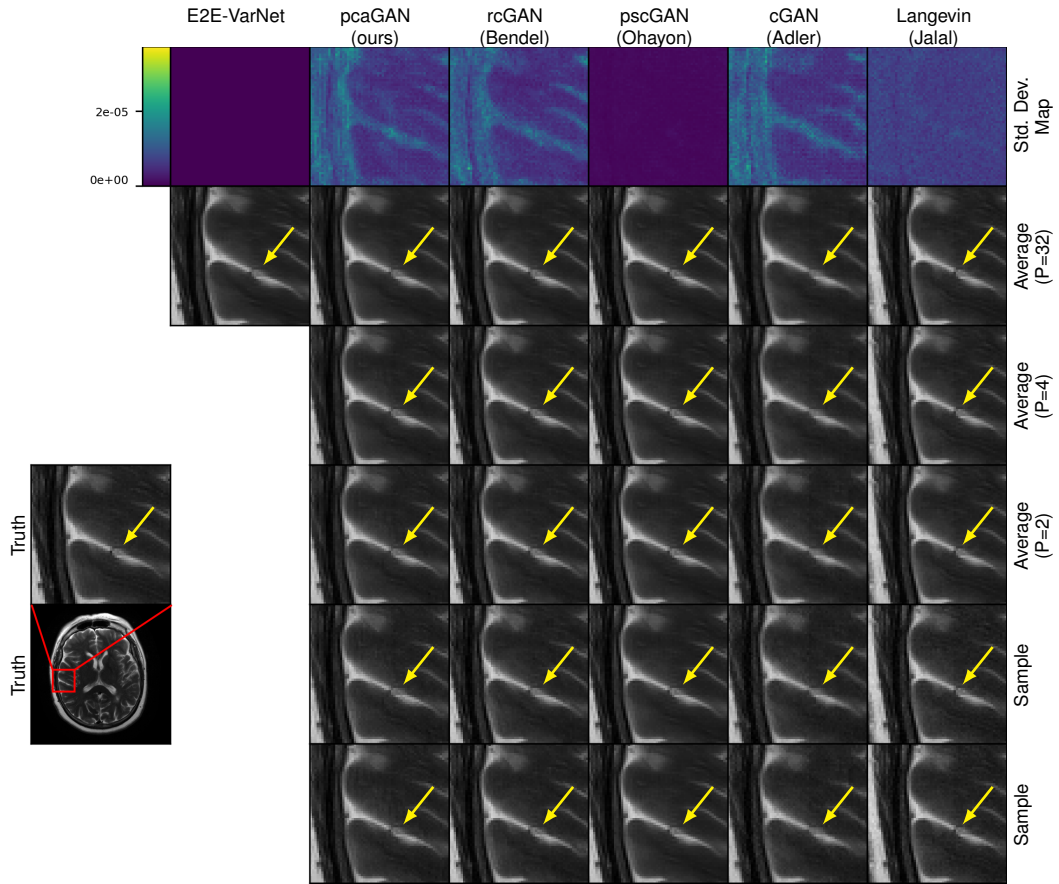 E2E-VarNet
pcaGAN
(ours)
rcGAN
(Bendel)
pscGAN
(Ohayon)
cGAN
(Adler)
Langevin
(Jalal)
2e-05
0e+00
Std. Dev.
Map
Average
(P=32)
Average
(P=4)
Truth
Average
(P=2)
Truth
Sample
Sample